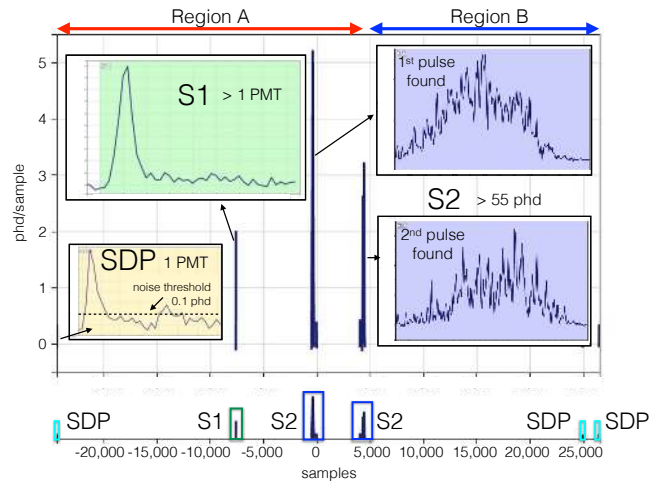 Region A
Region B
phd/sample
5
4
3
2
1
0
S1 > 1 PMT
SDP 1 PMT
noise threshold
0.1 phd
1st pulse
found
S2 > 55 phd
2nd pulse
found
SDP
S1
S2
S2
SDP
SDP
-20,000
-15,000
-10,000
-5,000
0
5,000
10,000
15,000
20,000
25,000
samples